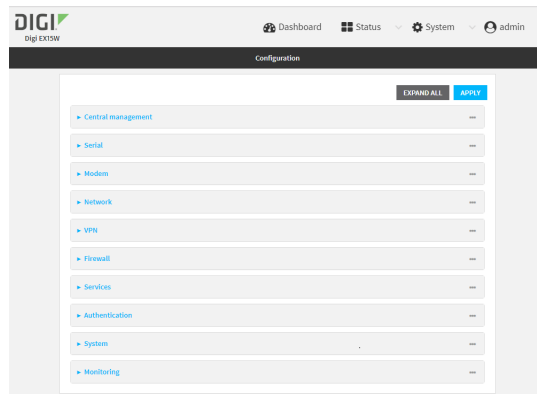 DIGI
Digi EX15W
Dashboard Status System admin
Configuration
EXPAND ALL APPLY
Central management
Serial
Modem
Network
VPN
Firewall
Services
Authentication
System
Monitoring